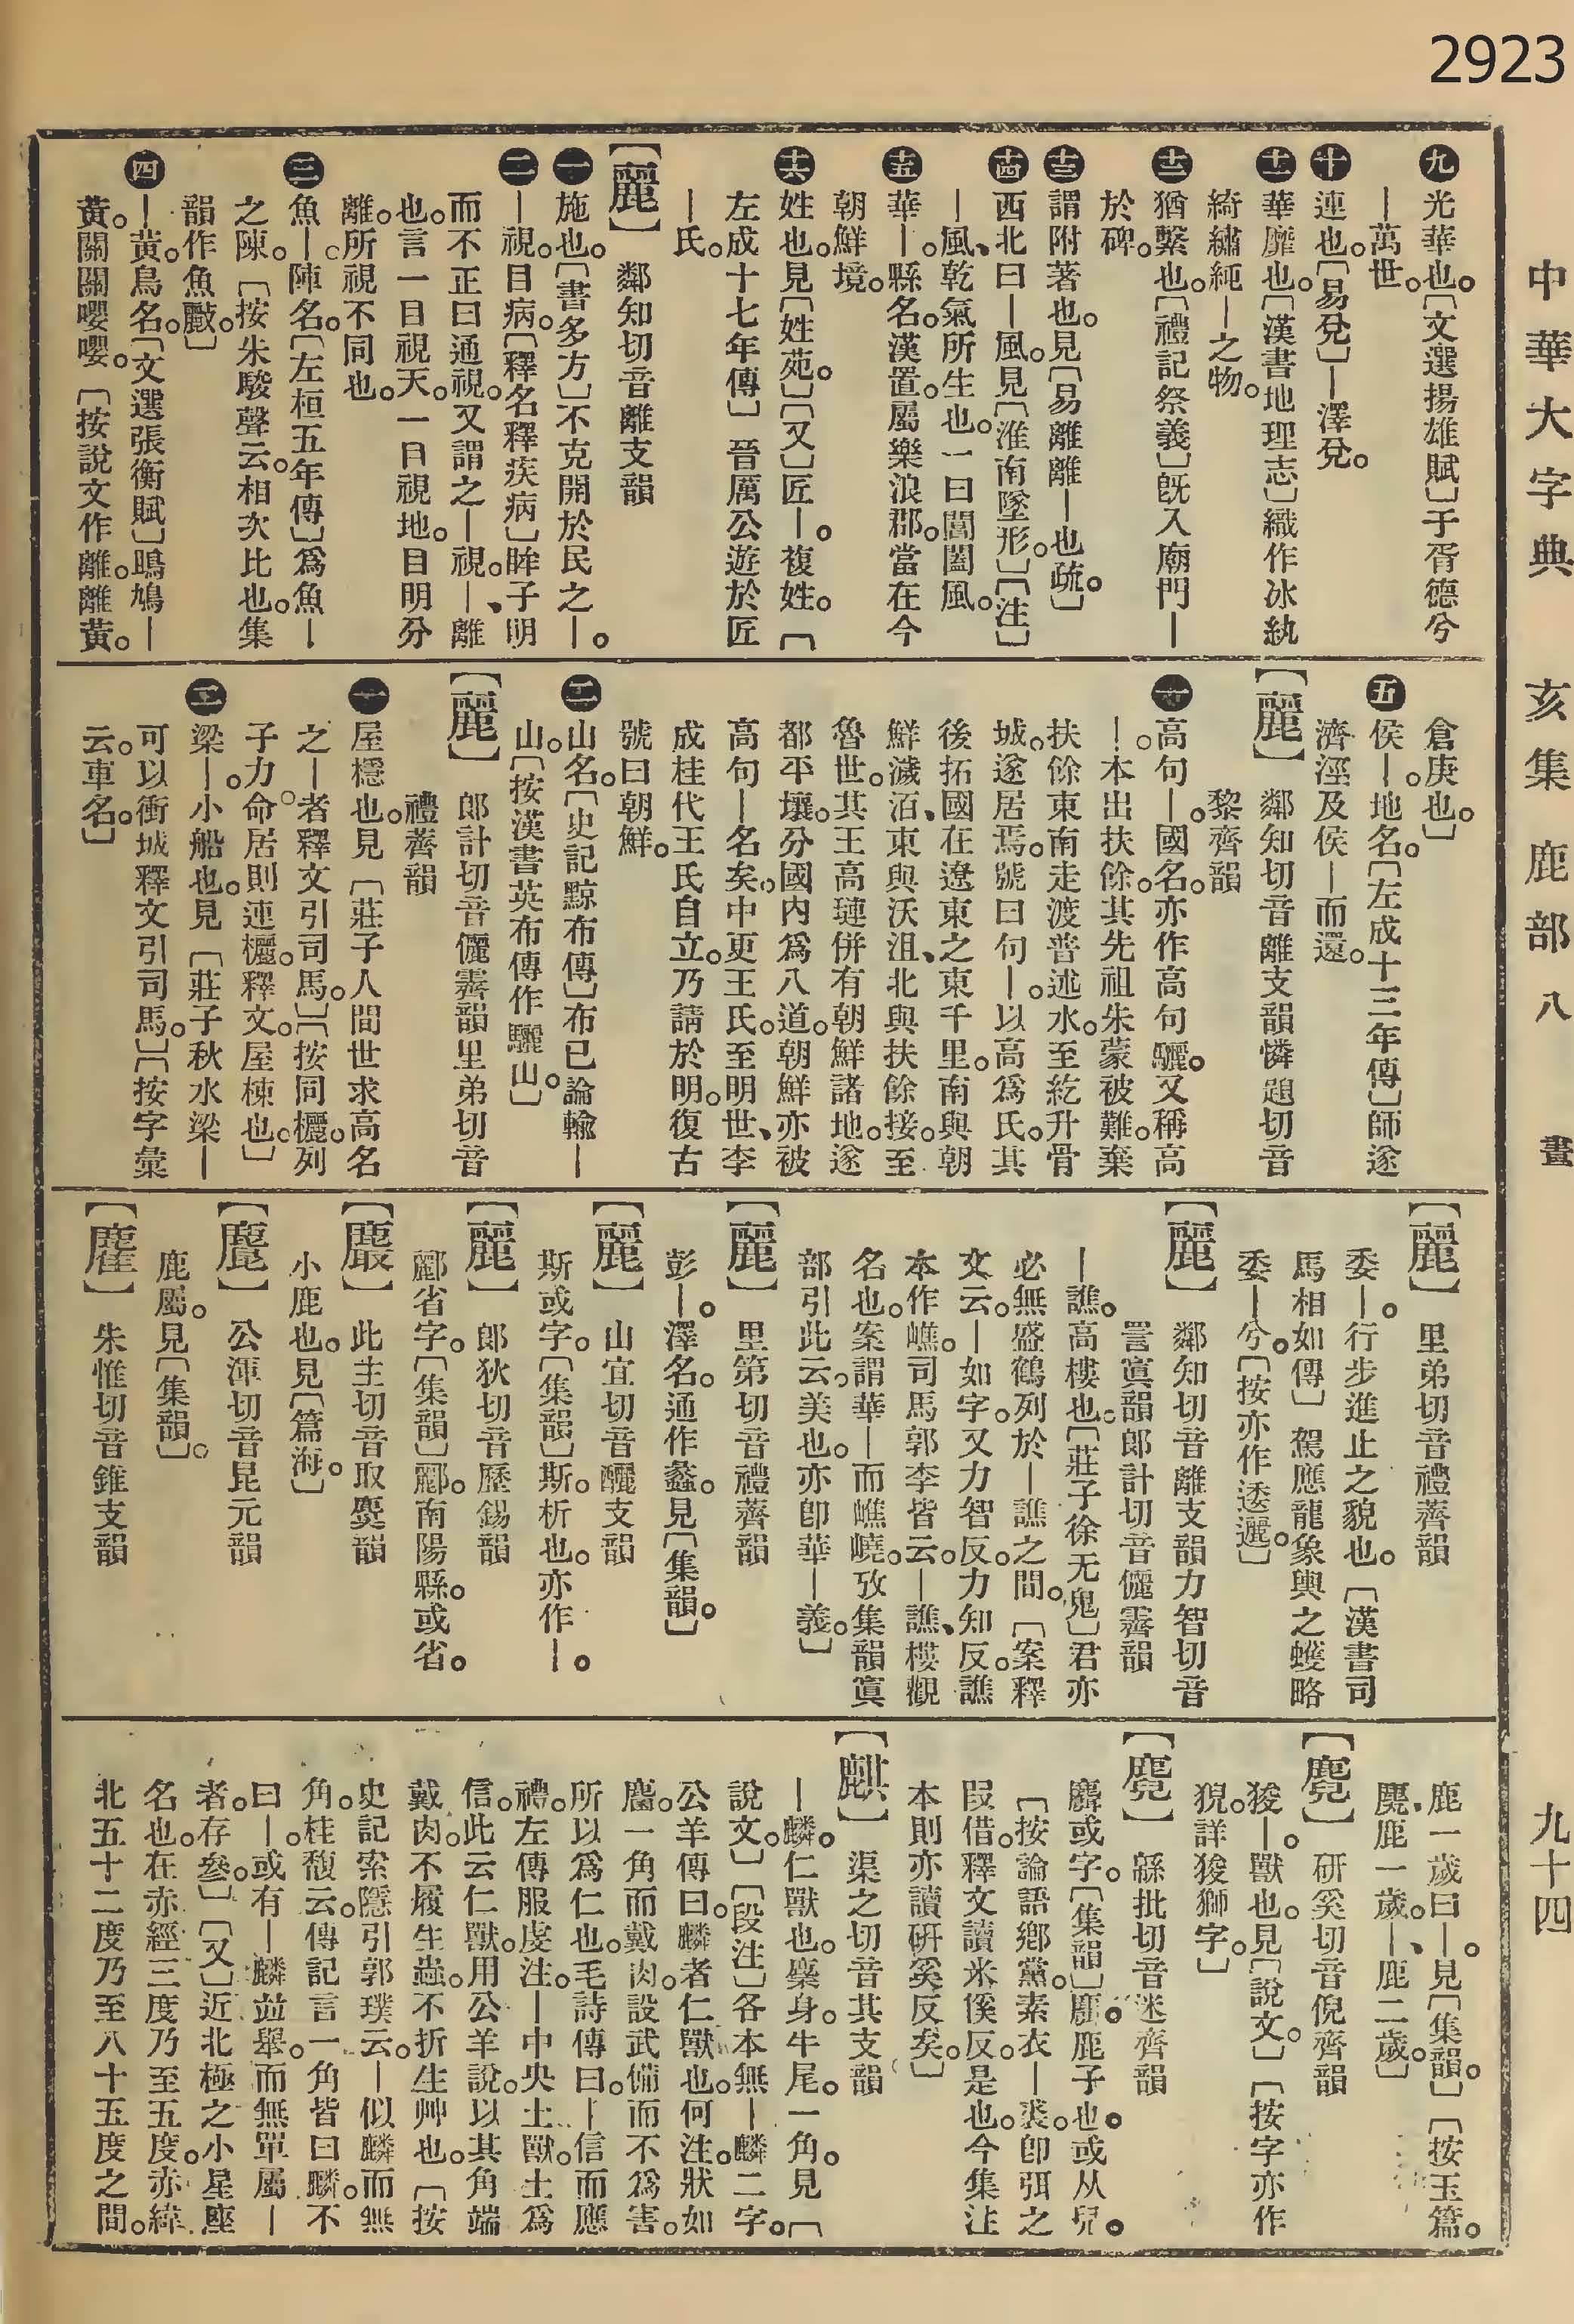 2923
中華大字典 亥集 鹿部 八畫 九十四
九 光華也。〔文選揚雄賦〕于胥德兮
｜萬世。
十 連也。〔易兌〕｜澤兌。
十一 華靡也。〔漢書地理志〕織作冰紈
綺繡純｜之物。
十二 猶繫也。〔禮記祭義〕旣入廟門｜
於碑。
十三 謂附著也。見〔易離離｜也疏。〕
十四 西北曰｜風。見〔淮南墜形。〕〔注〕
｜風、乾氣所生也。一曰閶闔風。
十五 華｜。縣名。漢置。屬樂浪郡。當在今
朝鮮境。
十六 姓也。見〔姓苑。〕〔又〕匠｜。複姓。〔
左成十七年傳〕晉厲公遊於匠
｜氏。
【麗】 鄰知切音離支韻
一 施也。〔書多方〕不克開於民之｜。
二 ｜視。目病。〔釋名釋疾病〕眸子明
而不正曰通視。又謂之｜視。｜、離
也。言一目視天。一目視地。目明分
離。所視不同也。
三 魚｜。陣名。〔左桓五年傳〕爲魚｜
之陳。〔按朱駿聲云。相次比也。集
韻作魚䴡。〕
四 ｜黃。鳥名。〔文選張衡賦〕鴡鳩｜
黃。關關嚶嚶。〔按說文作離。離黃。
倉庚也。〕
五 侯｜。地名。〔左成十三年傳〕師遂
濟涇及侯｜而還。
【麗】 鄰知切音離支韻憐題切音
黎齊韻
一 高句｜。國名。亦作高句驪。又稱高
｜。本出扶餘。其先祖朱蒙被難。棄
扶餘東南走渡普述水。至紇升骨
城。遂居焉。號曰句｜。以高爲氏。其
後拓國在遼東之東千里。南與朝
鮮濊𧵋、東與沃沮、北與扶餘接。至
魯世。其王高璉併有朝鮮諸地。遂
都平壤。分國內爲八道。朝鮮亦被
高句｜名矣。中更王氏。至明世、李
成桂代王氏自立。乃請於明。復古
號曰朝鮮。
二 山名。〔史記黥布傳〕布已論輸｜
山。〔按漢書英布傳作驪山。〕
【麗】 郎計切音儷霽韻里弟切音
禮薺韻
一 屋穩也。見〔莊子人間世求高名
之｜者釋文引司馬。〕〔按同欐。列
子力命。居則連欐。釋文。屋棟也。〕
二 梁｜。小船也。見〔莊子秋水梁｜
可以衝城釋文引司馬。〕〔按字彙
云。車名。〕
【麗】 里弟切音禮薺韻
委｜。行步進止之貌也。〔漢書司
馬相如傳〕駕應龍象輿之蠖略
委｜兮。〔按亦作逶邐。〕
【麗】 鄰知切音離支韻力智切音
詈寘韻郎計切音儷霽韻
｜譙。高樓也。〔莊子徐无鬼〕君亦
必無盛鶴列於｜譙之間。〔案釋
文云。｜如字。又力智反。力知反。譙
本作嶕。司馬郭李皆云。｜譙、樓觀
名也。案謂華｜而嶕嶢。攷集韻寘
部引此云。美也。亦卽華｜義。〕
【麗】 里第切音禮薺韻
彭｜。澤名。通作蠡。見〔集韻。〕
【麗】 山宜切音釃支韻
斯或字。〔集韻〕斯。析也。亦作｜。
【麗】 郎狄切音歷錫韻
酈省字。〔集韻〕酈。南陽縣。或省。
【䴝】 此主切音取麌韻
小鹿也。見〔篇海。〕
【䴷】 公渾切音昆元韻
鹿屬。見〔集韻〕。
朱惟切音錐支韻
鹿一歲曰｜。見〔集韻。〕〔按玉篇。
麑、鹿一歲。｜、鹿二歲。〕
【麑】 研奚切音倪齊韻
狻｜。獸也。見〔說文。〕〔按字亦作
猊。詳狻獅字。〕
【麑】 緜批切音迷齊韻
麛或字。〔集韻〕麛。鹿子也。或从兒。
〔按論語鄉黨。素衣｜裘。卽弭之
叚借。釋文讀米傒反。是也。今集注
本則亦讀硏奚反矣。〕
【麒】 渠之切音其支韻
｜麟。仁獸也。麋身。牛尾。一角。見〔
說文。〕〔段注〕各本無｜麟二字。
公羊傳曰。麟者仁獸也。何注。狀如
麕。一角而戴肉。設武備而不爲害。
所以爲仁也。毛詩傳曰。｜信而應
禮。左傳服虔注。｜中央土獸。土爲
信。此云仁獸。用公羊說。以其角端
戴肉。不履生蟲。不折生艸也。〔按
史記索隱引郭璞云。｜似麟而無
角。桂馥云。傳記言一角皆曰麟。不
曰｜。或有｜麟竝舉。而無單屬｜
者。存參。〕〔又〕近北極之小星座
名也。在赤經三度乃至五度。赤緯
北五十二度乃至八十五度之間。